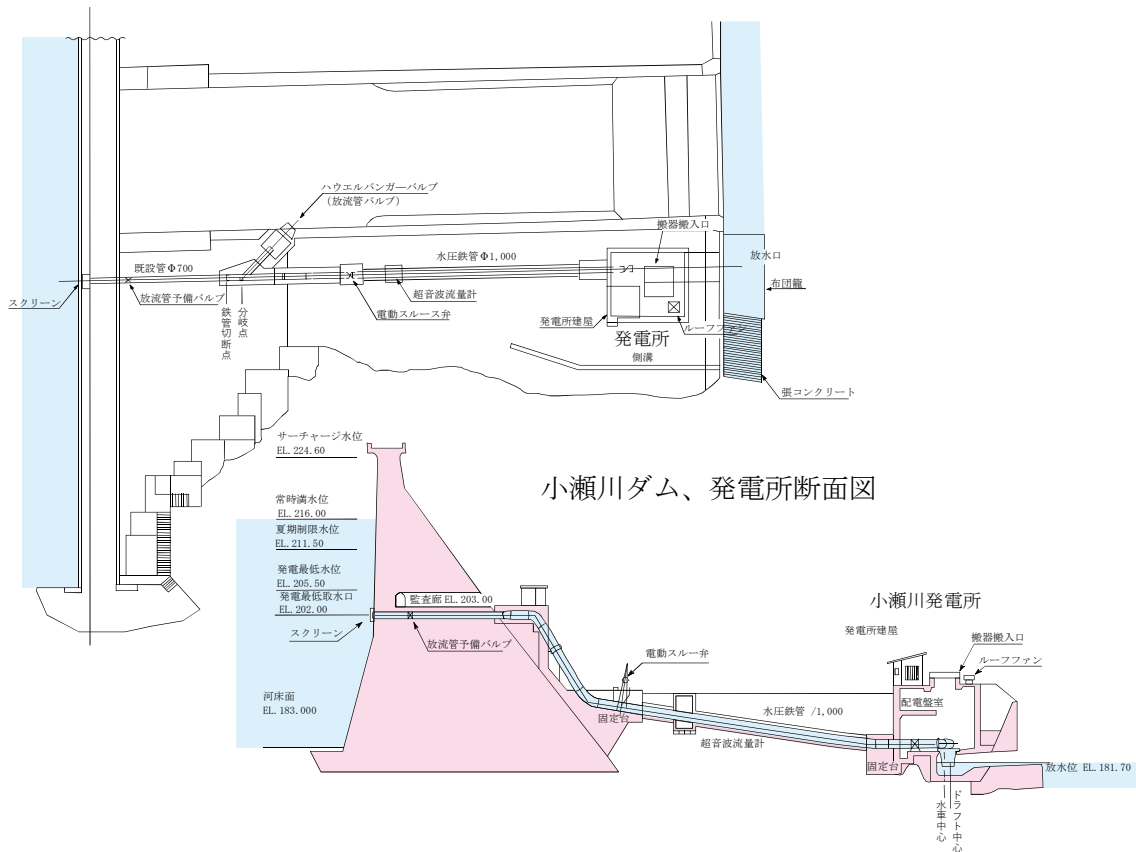 ハウエルバンガーバルブ
(放流管バルブ)
搬器搬入口
既設管Φ700
水圧鉄管Φ1,000
放水口
スクリーン
放流管予備バルブ
鉄管切断点
分岐点
超音波流量計
電動スルース弁
布団籠
発電所建屋
ルーフファン
発電所
側溝
張コンクリート
サーチャージ水位
EL.224.60
小瀬川ダム、発電所断面図
常時満水位
EL.216.00
夏期制限水位
EL.211.50
発電最低水位
EL.205.50
発電最低取水口
EL.202.00
監査廊 EL.203.00
スクリーン
放流管予備バルブ
小瀬川発電所
発電所建屋
搬器搬入口
ルーフファン
電動スルー弁
配電盤室
河床面
EL.183.000
固定台
水圧鉄管 /1,000
超音波流量計
固定台
放水位 EL.181.70
水車中心
ドラフト中心